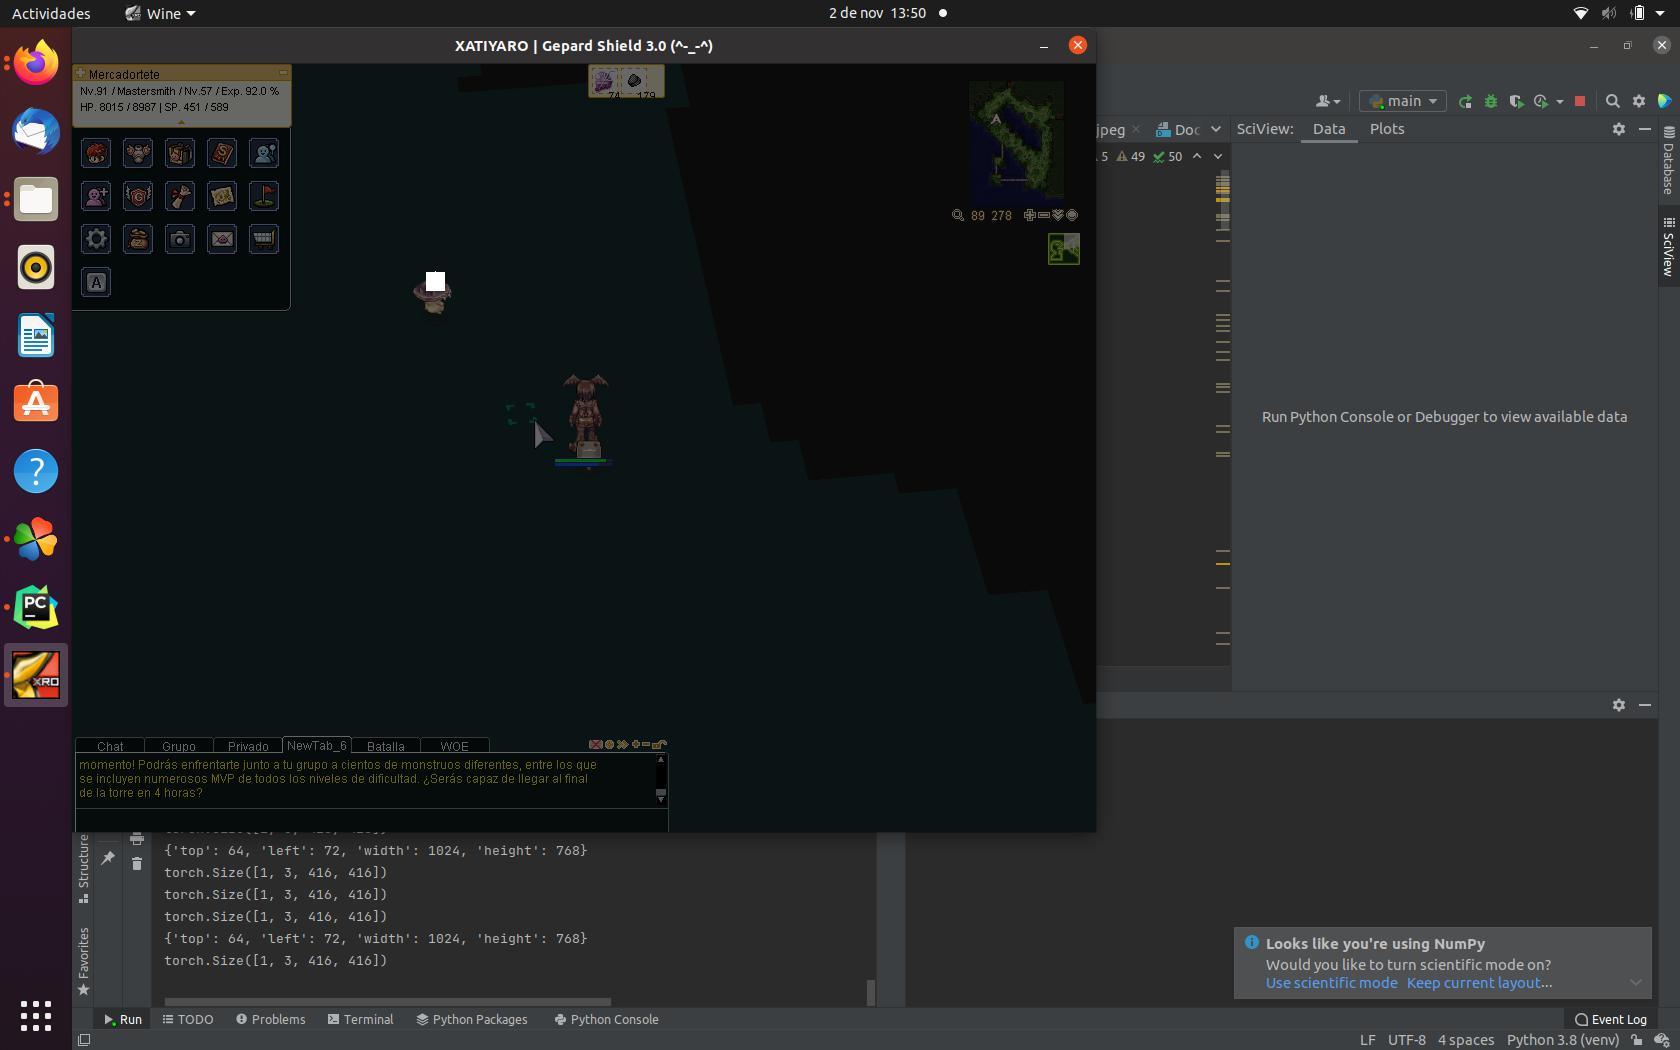 Actividades
Wine
2 de nov 13:50
XATIYARO | Gepard Shield 3.0 (^-_-^)
Mercadortete
Nv.91 / Mastersmith / Nv.57 / Exp. 92.0 %
HP. 8015 / 8987 | SP. 451 / 589
74 179
89 278
A
main
jpeg
Doc
SciView:
Data
Plots
5 49 50
Database
SciView
Run Python Console or Debugger to view available data
PC
XRO
Chat Grupo Privado NewTab_6 Batalla WOE
momento! Podrás enfrentarte junto a tu grupo a cientos de monstruos diferentes, entre los que
se incluyen numerosos MVP de todos los niveles de dificultad. ¿Serás capaz de llegar al final
de la torre en 4 horas?
{'top': 64, 'left': 72, 'width': 1024, 'height': 768}
torch.Size([1, 3, 416, 416])
torch.Size([1, 3, 416, 416])
torch.Size([1, 3, 416, 416])
{'top': 64, 'left': 72, 'width': 1024, 'height': 768}
torch.Size([1, 3, 416, 416])
Structure
Favorites
Looks like you're using NumPy
Would you like to turn scientific mode on?
Use scientific mode Keep current layout...
Run TODO Problems Terminal Python Packages Python Console
Event Log
LF UTF-8 4 spaces Python 3.8 (venv)